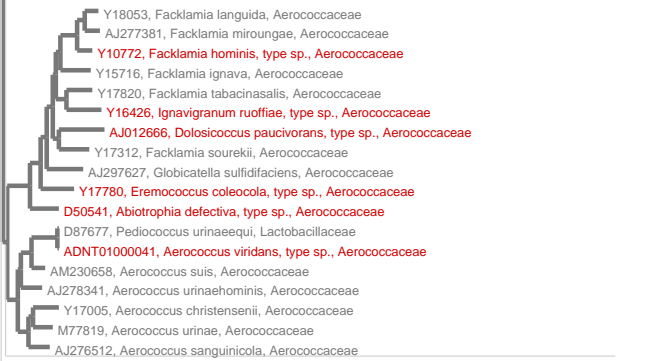 Y18053, Facklamia languida, Aerococcaceae
AJ277381, Facklamia miroungae, Aerococcaceae
Y10772, Facklamia hominis, type sp., Aerococcaceae
Y15716, Facklamia ignava, Aerococcaceae
Y17820, Facklamia tabacinasalis, Aerococcaceae
Y16426, Ignavigranum ruoffiae, type sp., Aerococcaceae
AJ012666, Dolosicoccus paucivorans, type sp., Aerococcaceae
Y17312, Facklamia sourekii, Aerococcaceae
AJ297627, Globicatella sulfidifaciens, Aerococcaceae
Y17780, Eremococcus coleocola, type sp., Aerococcaceae
D50541, Abiotrophia defectiva, type sp., Aerococcaceae
D87677, Pediococcus urinaeequi, Lactobacillaceae
ADNT01000041, Aerococcus viridans, type sp., Aerococcaceae
AM230658, Aerococcus suis, Aerococcaceae
AJ278341, Aerococcus urinaehominis, Aerococcaceae
Y17005, Aerococcus christensenii, Aerococcaceae
M77819, Aerococcus urinae, Aerococcaceae
AJ276512, Aerococcus sanguinicola, Aerococcaceae